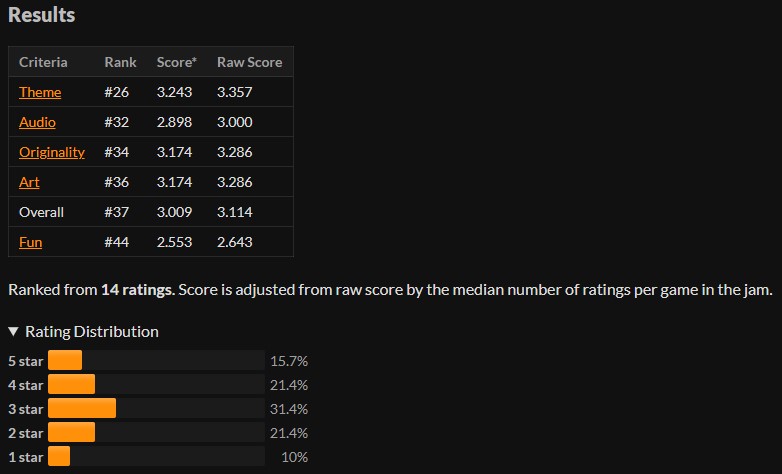 Results
Criteria Rank Score* Raw Score
Theme #26 3.243 3.357
Audio #32 2.898 3.000
Originality #34 3.174 3.286
Art #36 3.174 3.286
Overall #37 3.009 3.114
Fun #44 2.553 2.643
Ranked from 14 ratings. Score is adjusted from raw score by the median number of ratings per game in the jam.
▼ Rating Distribution
5 star 15.7%
4 star 21.4%
3 star 31.4%
2 star 21.4%
1 star 10%